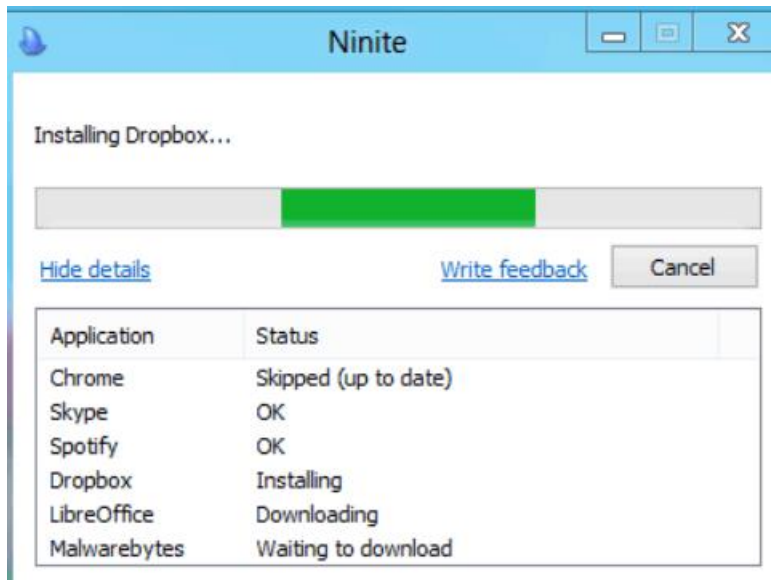 Ninite
Installing Dropbox...
Hide details Write feedback Cancel
Application Status
Chrome Skipped (up to date)
Skype OK
Spotify OK
Dropbox Installing
LibreOffice Downloading
Malwarebytes Waiting to download